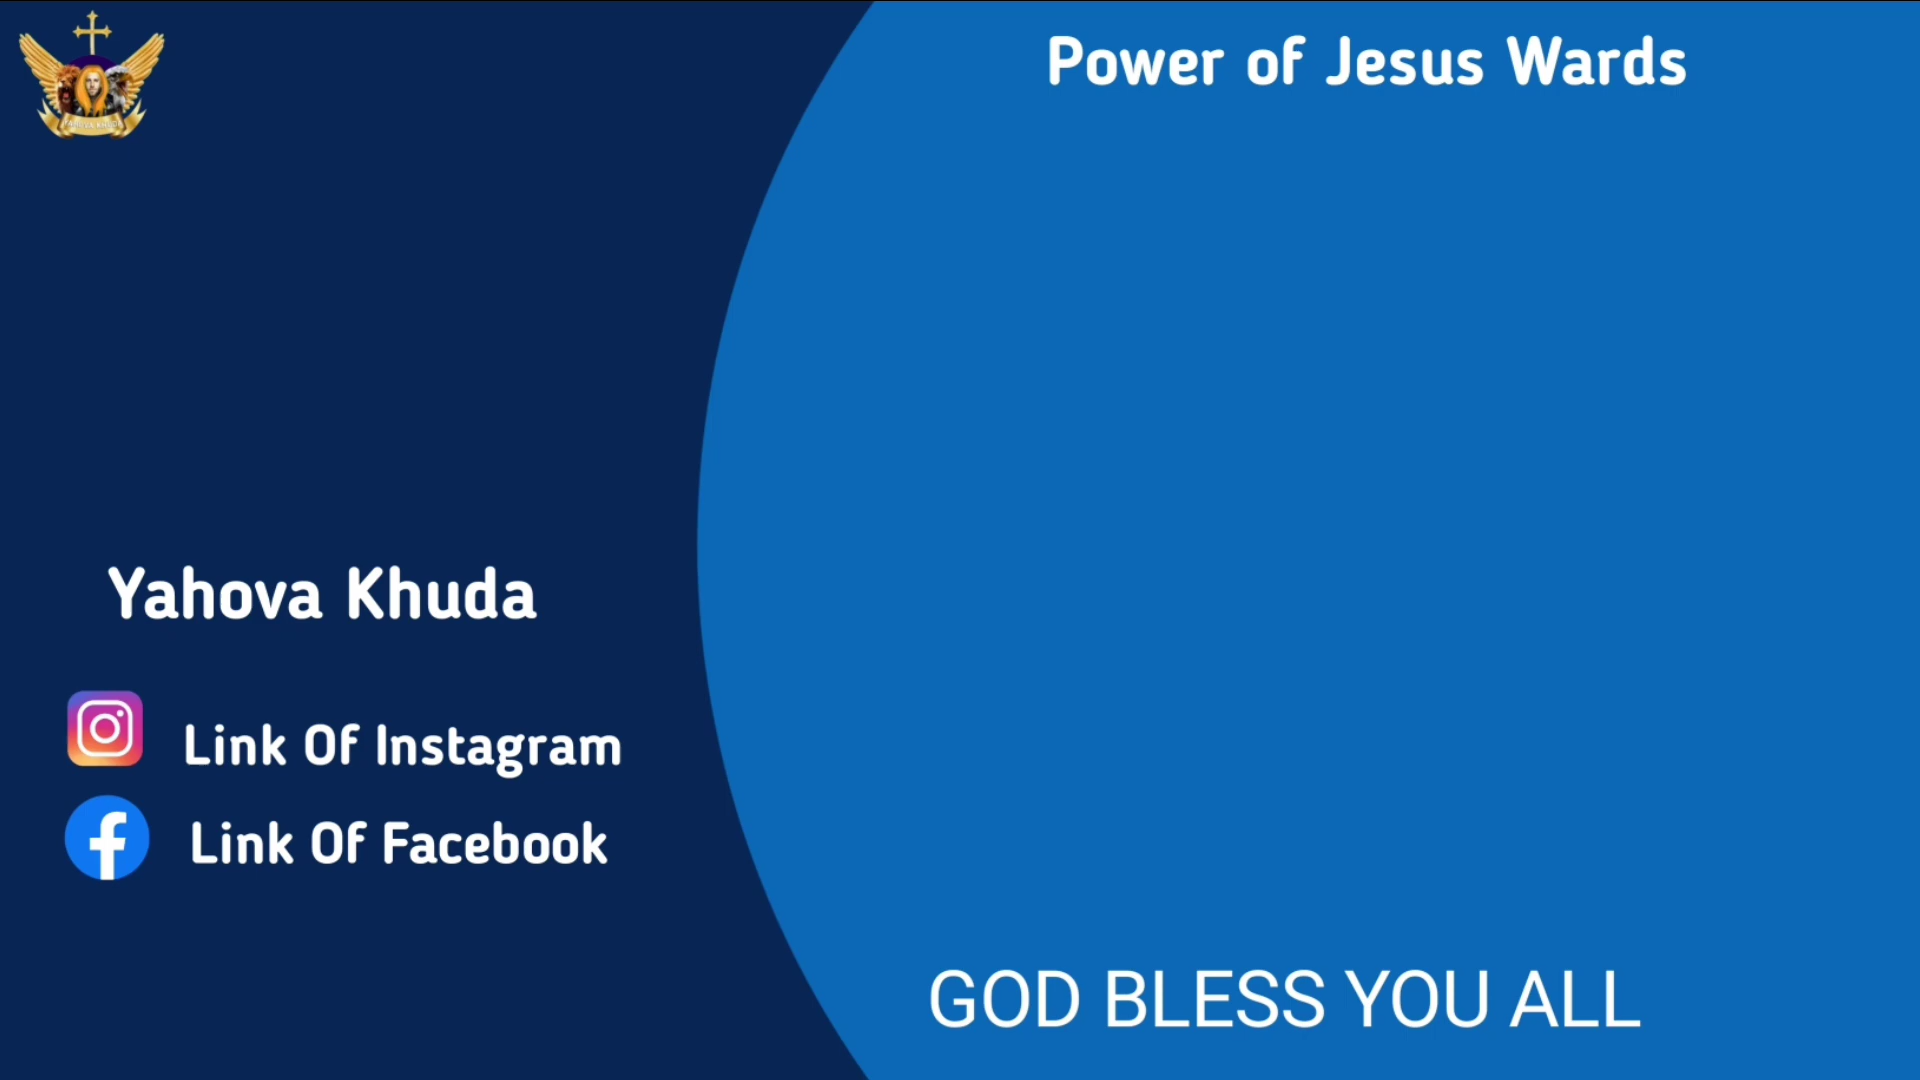 Power of Jesus Wards
Yahova Khuda
Link Of Instagram
Link Of Facebook
GOD BLESS YOU ALL